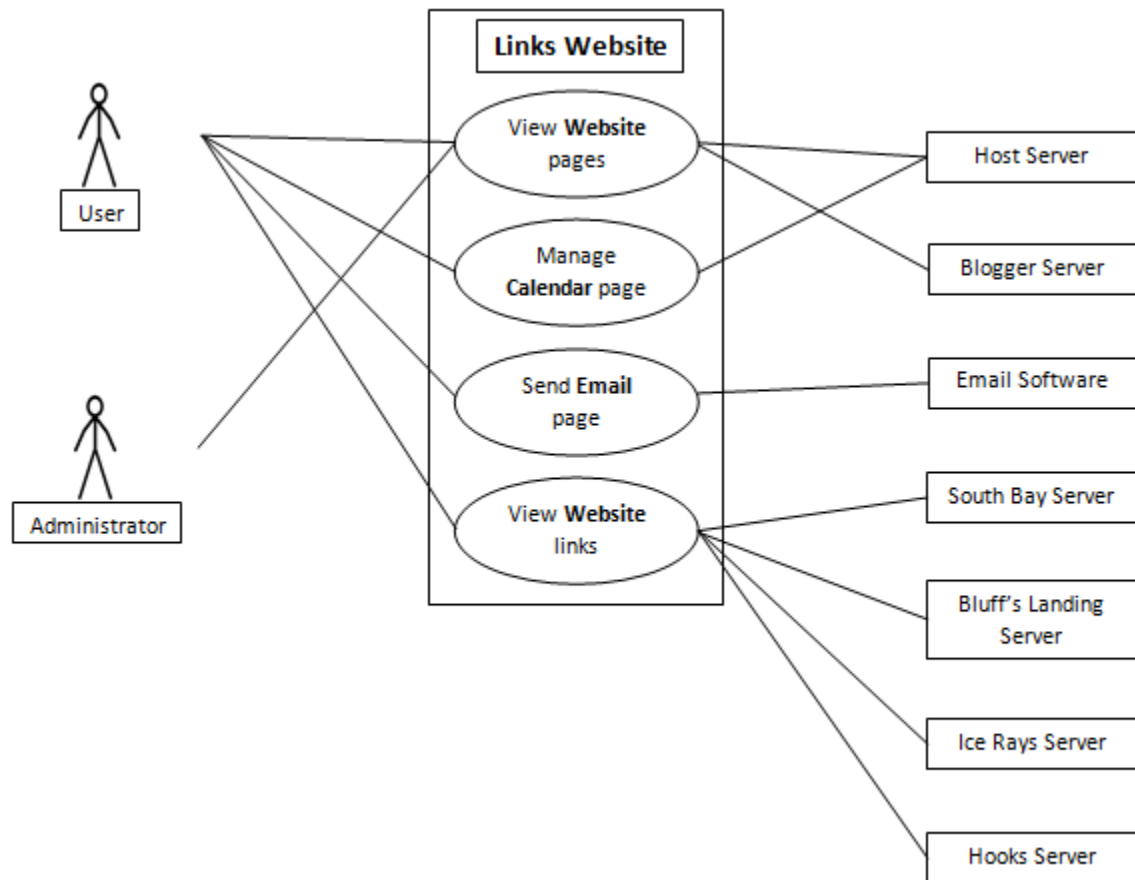 Links Website
View Website
pages
Manage
Calendar page
Send Email
page
View Website
links
User
Administrator
Host Server
Blogger Server
Email Software
South Bay Server
Bluff's Landing
Server
Ice Rays Server
Hooks Server